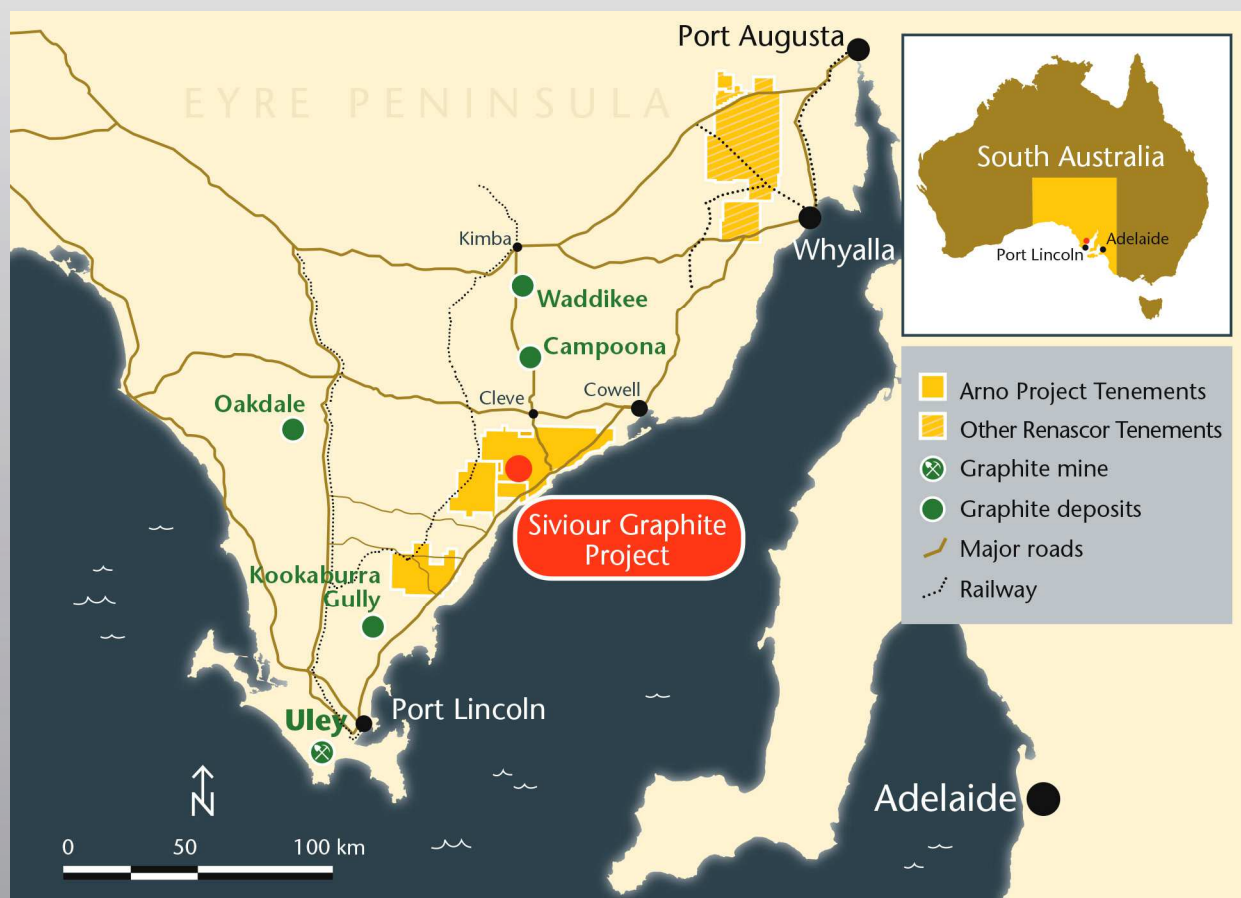 Port Augusta
EYRE PENINSULA
South Australia
Adelaide
Port Lincoln
Kimba
Whyalla
Waddikee
Campoona
Cleve
Cowell
Oakdale
Siviour Graphite
Project
Kookaburra
Gully
Uley
Port Lincoln
Adelaide
N
0 50 100 km
Arno Project Tenements
Other Renascor Tenements
Graphite mine
Graphite deposits
Major roads
Railway